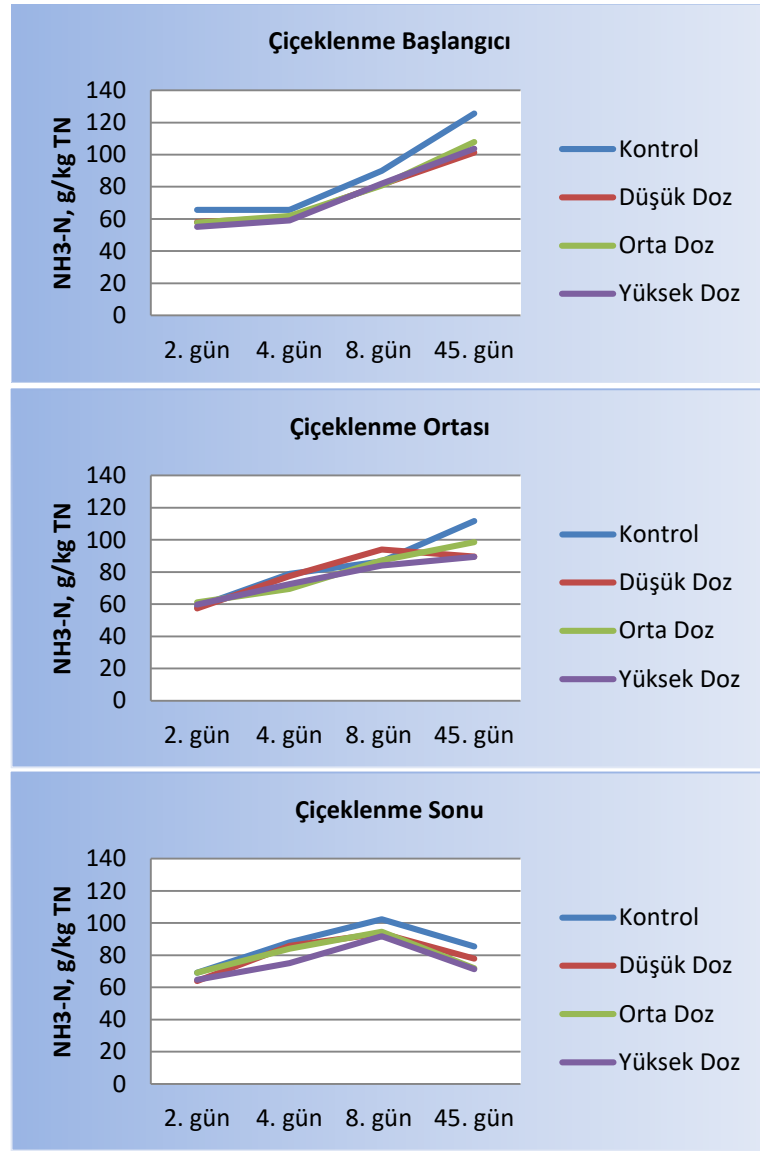 Çiçeklenme Başlangıcı
NH3-N, g/kg TN
140
120
100
80
60
40
20
0
2. gün 4. gün 8. gün 45. gün
Kontrol
Düşük Doz
Orta Doz
Yüksek Doz
Çiçeklenme Ortası
NH3-N, g/kg TN
140
120
100
80
60
40
20
0
2. gün 4. gün 8. gün 45. gün
Kontrol
Düşük Doz
Orta Doz
Yüksek Doz
Çiçeklenme Sonu
NH3-N, g/kg TN
140
120
100
80
60
40
20
0
2. gün 4. gün 8. gün 45. gün
Kontrol
Düşük Doz
Orta Doz
Yüksek Doz